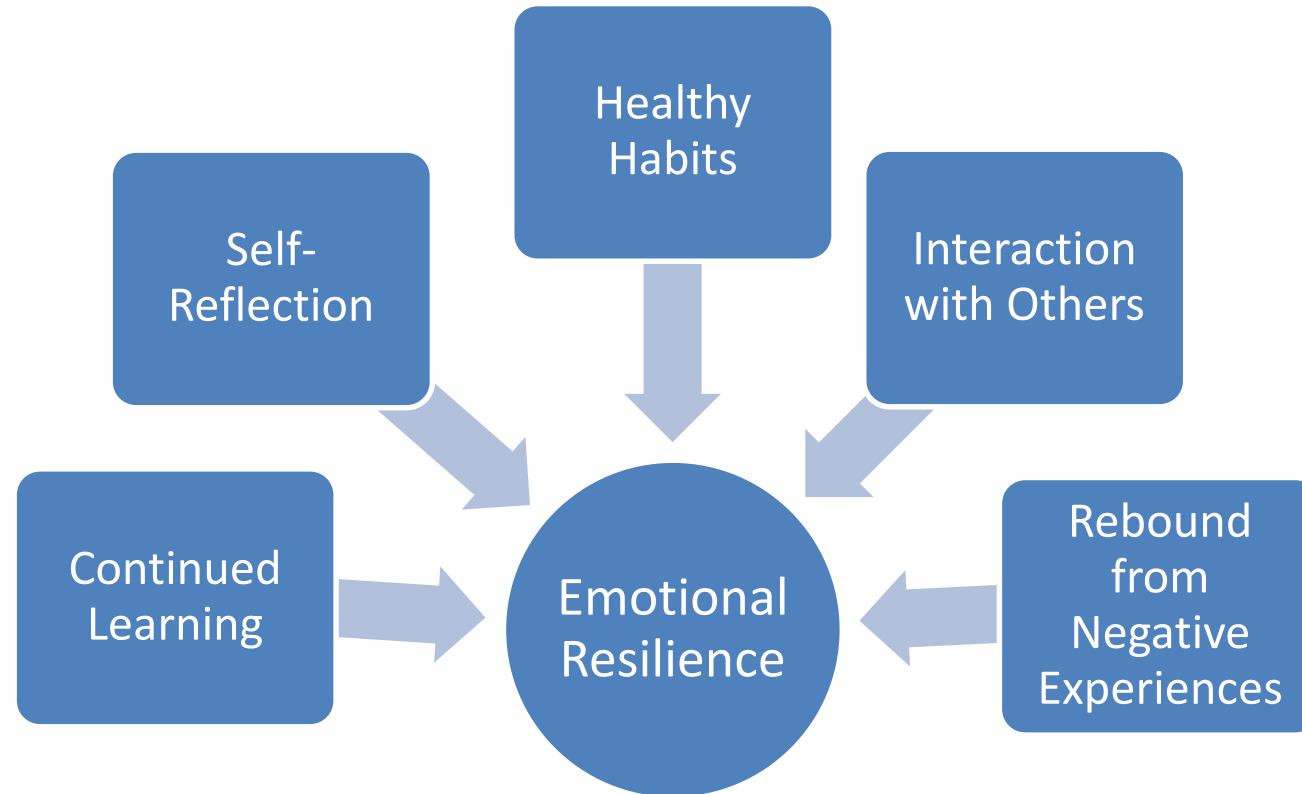 Healthy
Habits
Self-
Reflection
Interaction
with Others
Continued
Learning
Rebound
from
Negative
Experiences
Emotional
Resilience